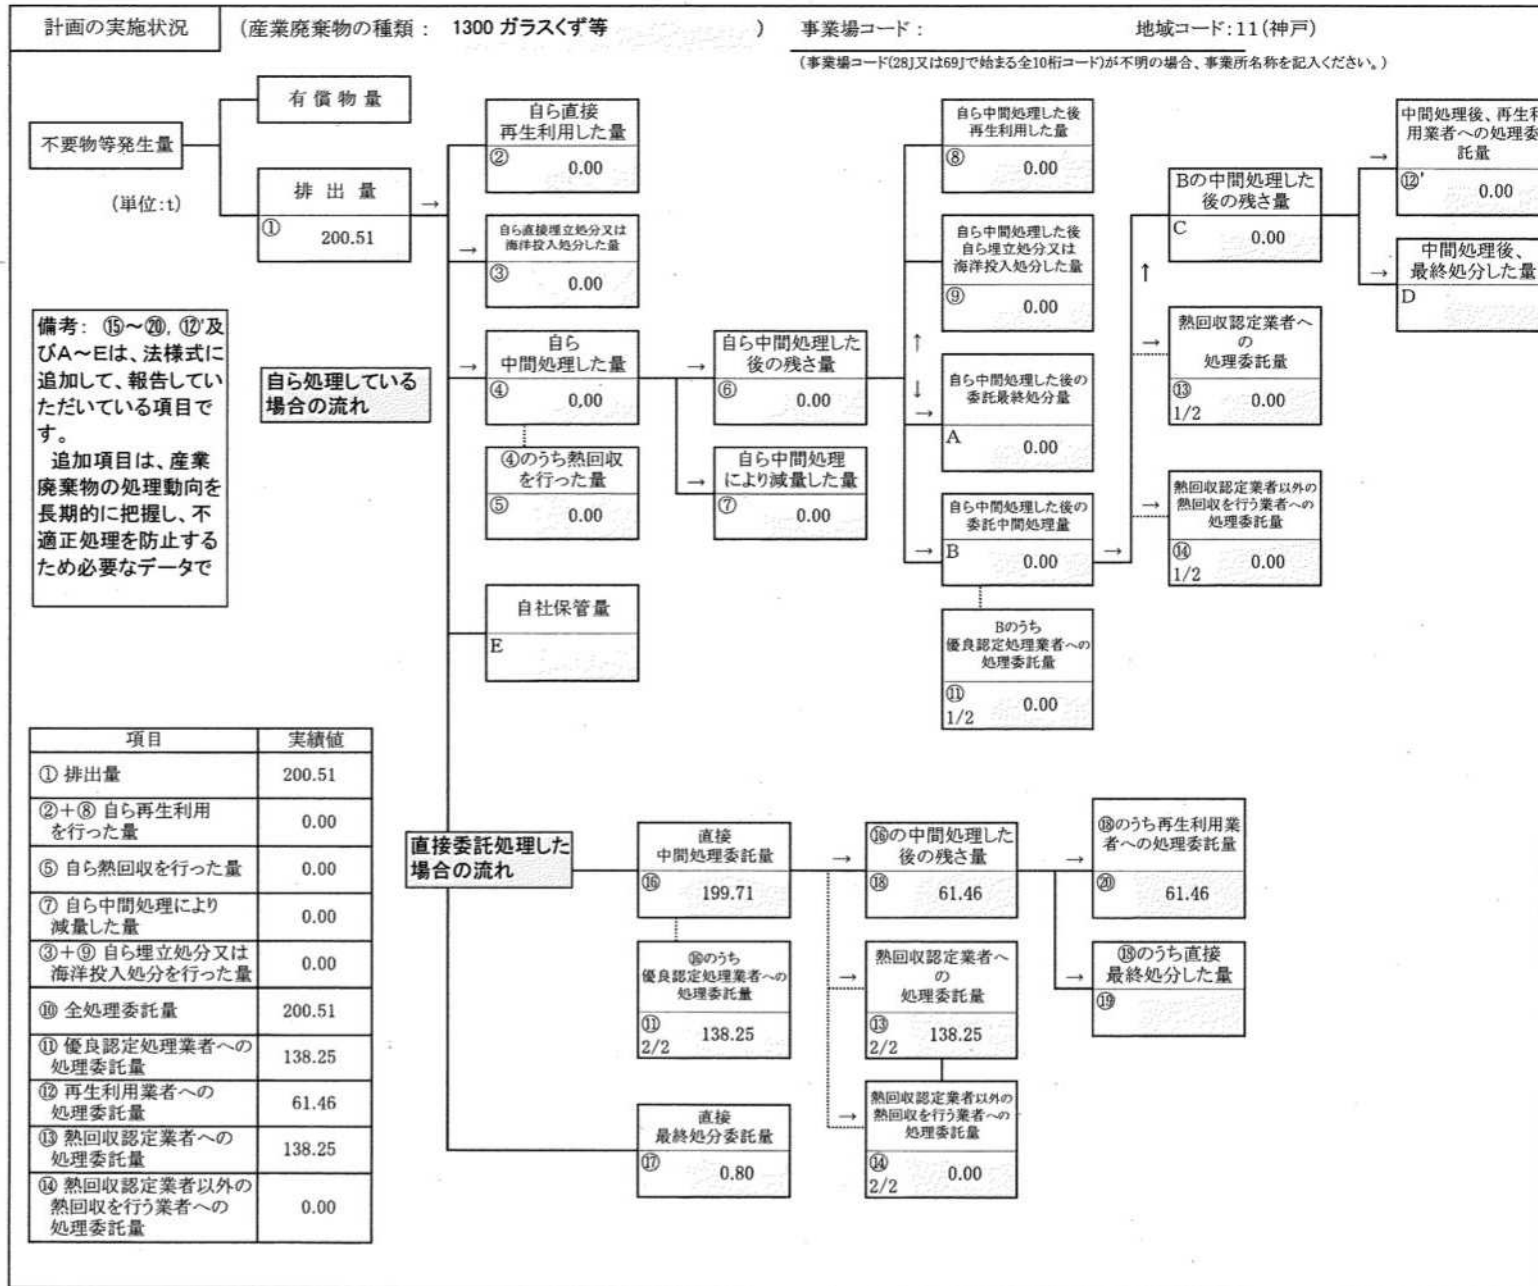 計画の実施状況 (産業廃棄物の種類： 1300 ガラスくず等 ) 事業場コード： 地域コード：11(神戸)
(事業場コード(28J又は69Jで始まる全10桁コード)が不明の場合、事業所名称を記入ください。)
不要物等発生量
(単位：t)
有償物量
排出量
① 200.51
→
自ら直接
再生利用した量
② 0.00
→
自ら直接埋立処分又は
海洋投入処分した量
③ 0.00
備考： ⑮～⑳, ⑫'及
びA～Eは、法様式に
追加して、報告してい
ただいている項目で
す。
追加項目は、産業
廃棄物の処理動向を
長期的に把握し、不
適正処理を防止する
ため必要なデータで
自ら処理している
場合の流れ
→
自ら
中間処理した量
④ 0,00
④のうち熱回収
を行った量
⑤ 0.00
→
自ら中間処理した
後の残さ量
⑥ 0.00
→
自ら中間処理
により減量した量
⑦ 0.00
自社保管量
E
自ら中間処理した後
再生利用した量
⑧ 0.00
自ら中間処理した後
自ら埋立処分又は
海洋投入処分した量
⑨ 0.00
↑
↓
→
自ら中間処理した後の
委託最終処分量
A 0.00
→
自ら中間処理した後の
委託中間処理量
B 0.00
→
Bのうち
優良認定処理業者への
処理委託量
⑪
1/2 0.00
→
Bの中間処理した
後の残さ量
C 0.00
↑
→
熱回収認定業者へ
の
処理委託量
⑬
1/2 0.00
→
熱回収認定業者以外の
熱回収を行う業者への
処理委託量
⑭
1/2 0.00
→
中間処理後、再生利
用業者への処理委
託量
⑫' 0.00
→
中間処理後、
最終処分した量
D
項目 実績値
① 排出量 200.51
②＋⑧ 自ら再生利用
を行った量 0.00
⑤ 自ら熱回収を行った量 0.00
⑦ 自ら中間処理により
減量した量 0.00
③＋⑨ 自ら埋立処分又は
海洋投入処分を行った量 0.00
⑩ 全処理委託量 200.51
⑪ 優良認定処理業者への
処理委託量 138.25
⑫ 再生利用業者への
処理委託量 61.46
⑬ 熱回収認定業者への
処理委託量 138.25
⑭ 熱回収認定業者以外の
熱回収を行う業者への
処理委託量 0.00
直接委託処理した
場合の流れ
直接
中間処理委託量
⑯ 199.71
⑯のうち
優良認定処理業者への
処理委託量
⑪
2/2 138.25
直接
最終処分委託量
⑰ 0.80
→
⑯の中間処理した
後の残さ量
⑱ 61.46
→
熱回収認定業者へ
の
処理委託量
⑬
2/2 138.25
→
熱回収認定業者以外の
熱回収を行う業者への
処理委託量
⑭
2/2 0.00
→
⑱のうち再生利用業
者への処理委託量
⑳ 61.46
→
⑱のうち直接
最終処分した量
⑲